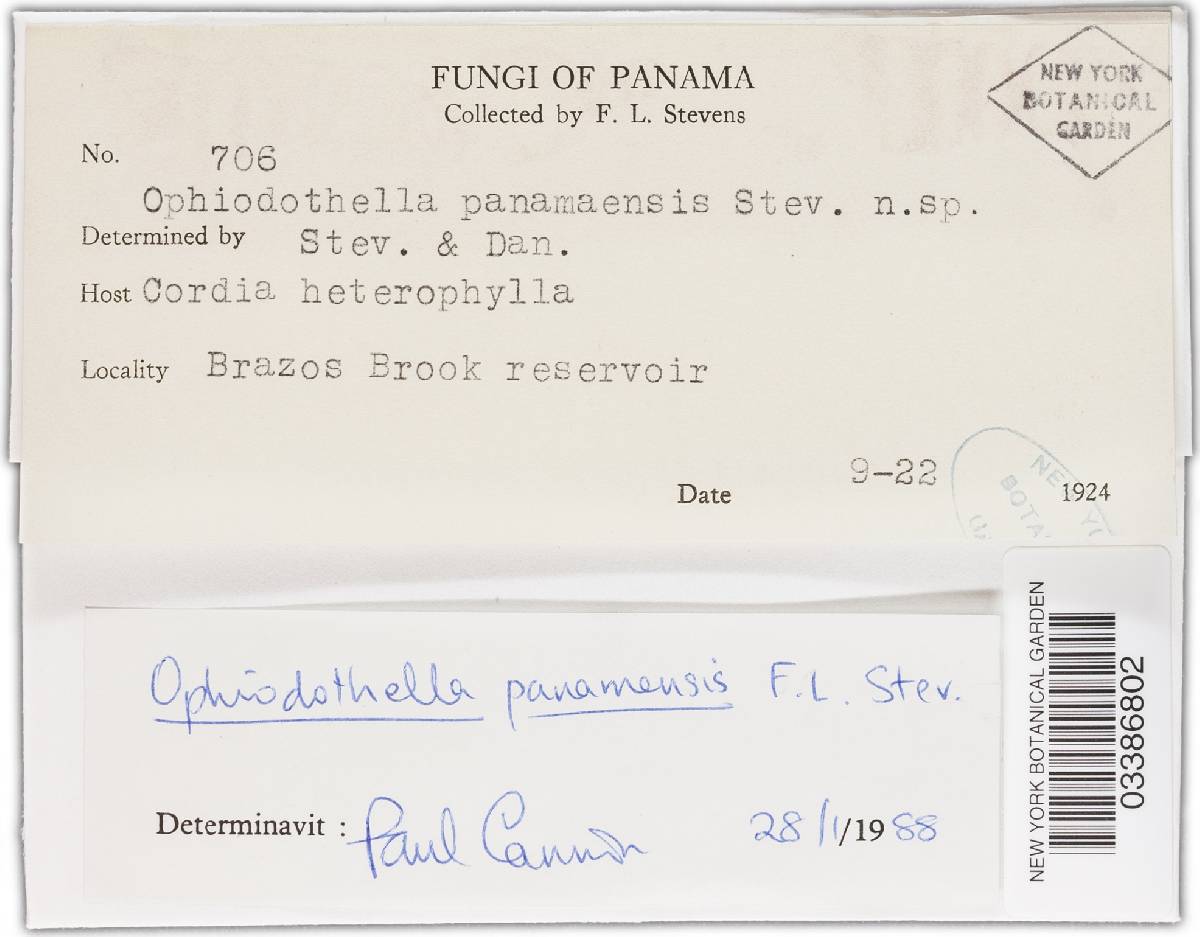 FUNGI OF PANAMA
Collected by F. L. Stevens
NEW YORK
BOTANICAL
GARDEN
No. 706
Ophiodothella panamaensis Stev. n.sp.
Determined by Stev. & Dan.
Host Cordia heterophylla
Locality Brazos Brook reservoir
Date 9-22 1924
NE
BOTA
Ophiodothella panamensis F.L. Stev.
Determinavit : Paul Cannon 28/1/1988
NEW YORK BOTANICAL GARDEN
03386802